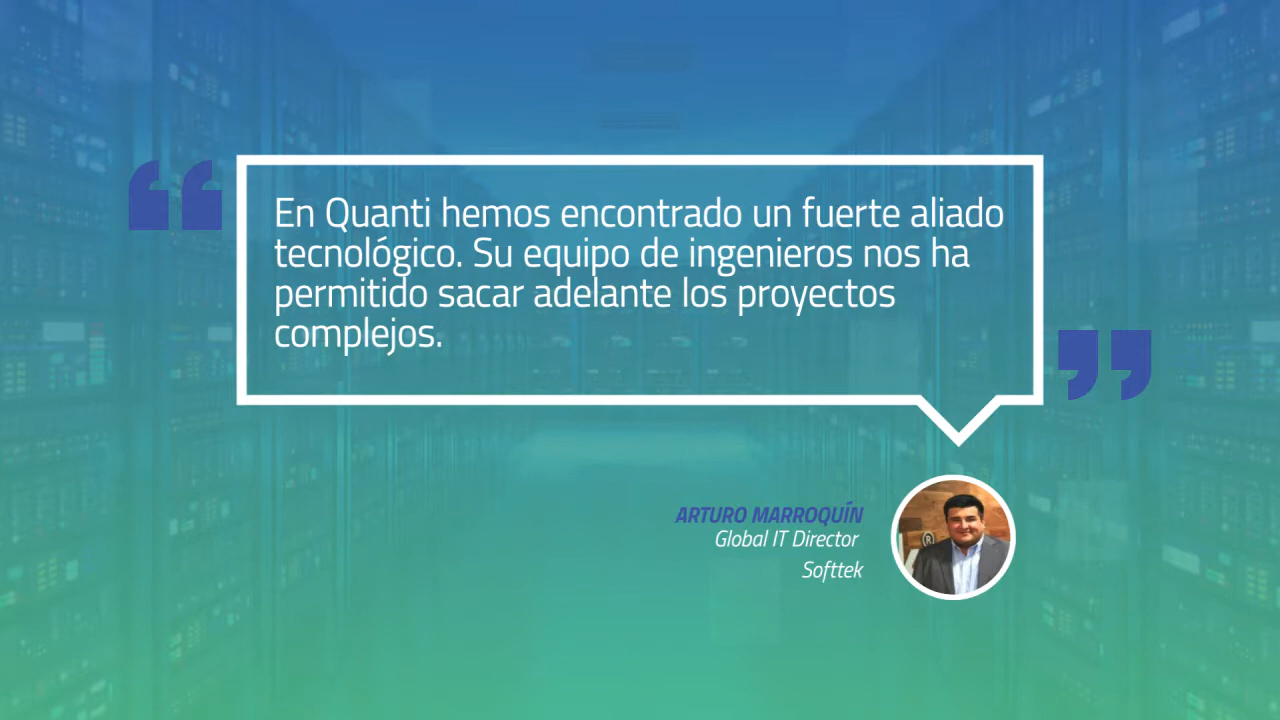 En Quanti hemos encontrado un fuerte aliado
tecnológico. Su equipo de ingenieros nos ha
permitido sacar adelante los proyectos
complejos.
ARTURO MARROQUÍN
Global IT Director
Softtek